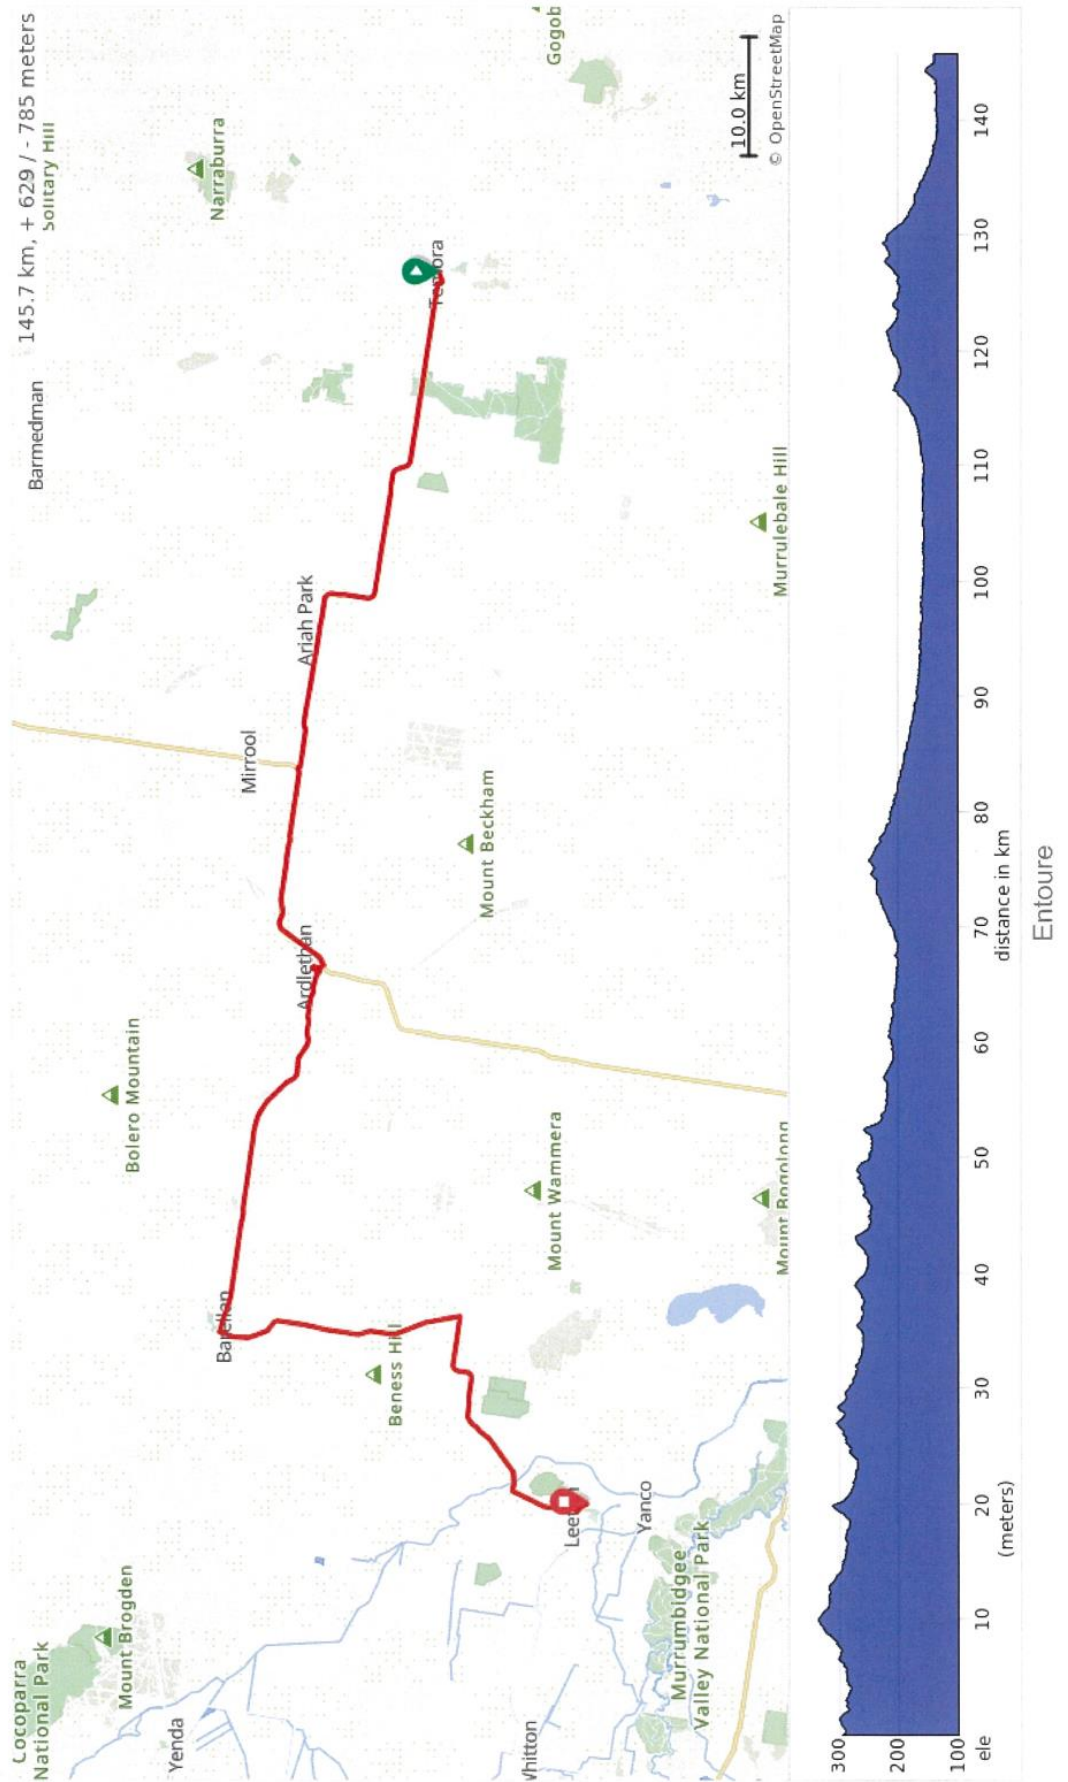 145.7 km, + 629 / - 785 meters
Cocoparra
National Park
Solitary Hill
Barmedman
Mount Brogden
Bolero Mountain
Yenda
Narraburra
Barellan
Mirrool
Ardlethan
Ariah Park
Beness Hill
Temora
Mount Beckham
Whitton
Leeton
Mount Wammera
Yanco
Murrumbidgee
Valley National Park
Murrulebale Hill
10.0 km
© OpenStreetMap
300
200
100
ele
10
20
30
40
50
60
70
80
90
100
110
120
130
140
(meters)
distance in km
Entoure